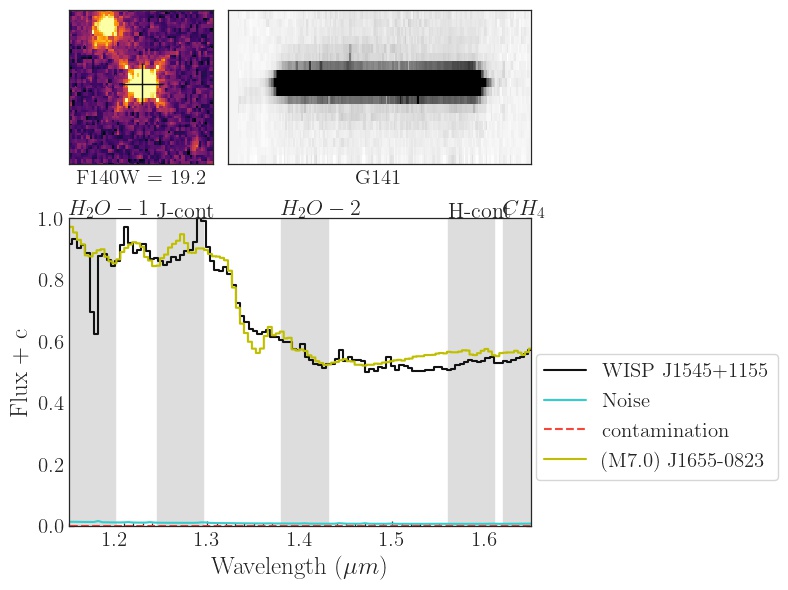 F140W = 19.2
G141
H₂O − 1 J-cont H₂O − 2 H-cont CH₄
1.0
0.8
0.6
0.4
0.2
0.0
Flux + c
1.2 1.3 1.4 1.5 1.6
Wavelength (μm)
WISP J1545+1155
Noise
contamination
(M7.0) J1655-0823